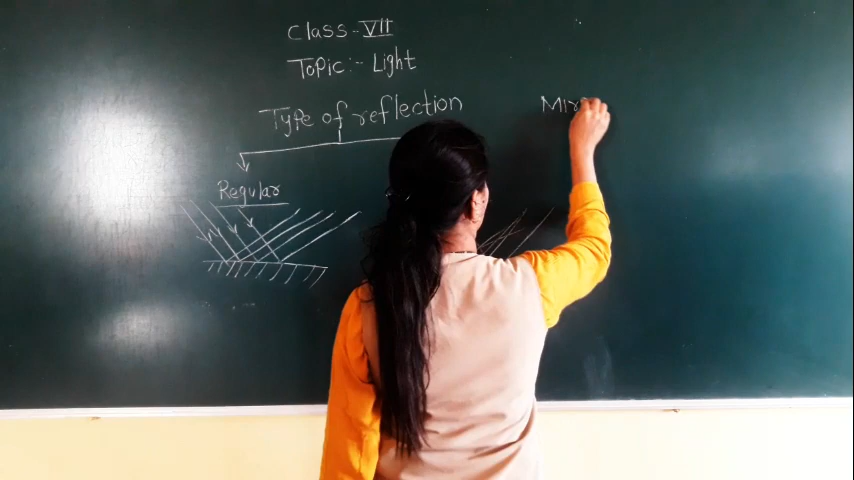 Class - VII
Topic :- Light
Type of reflection
Regular